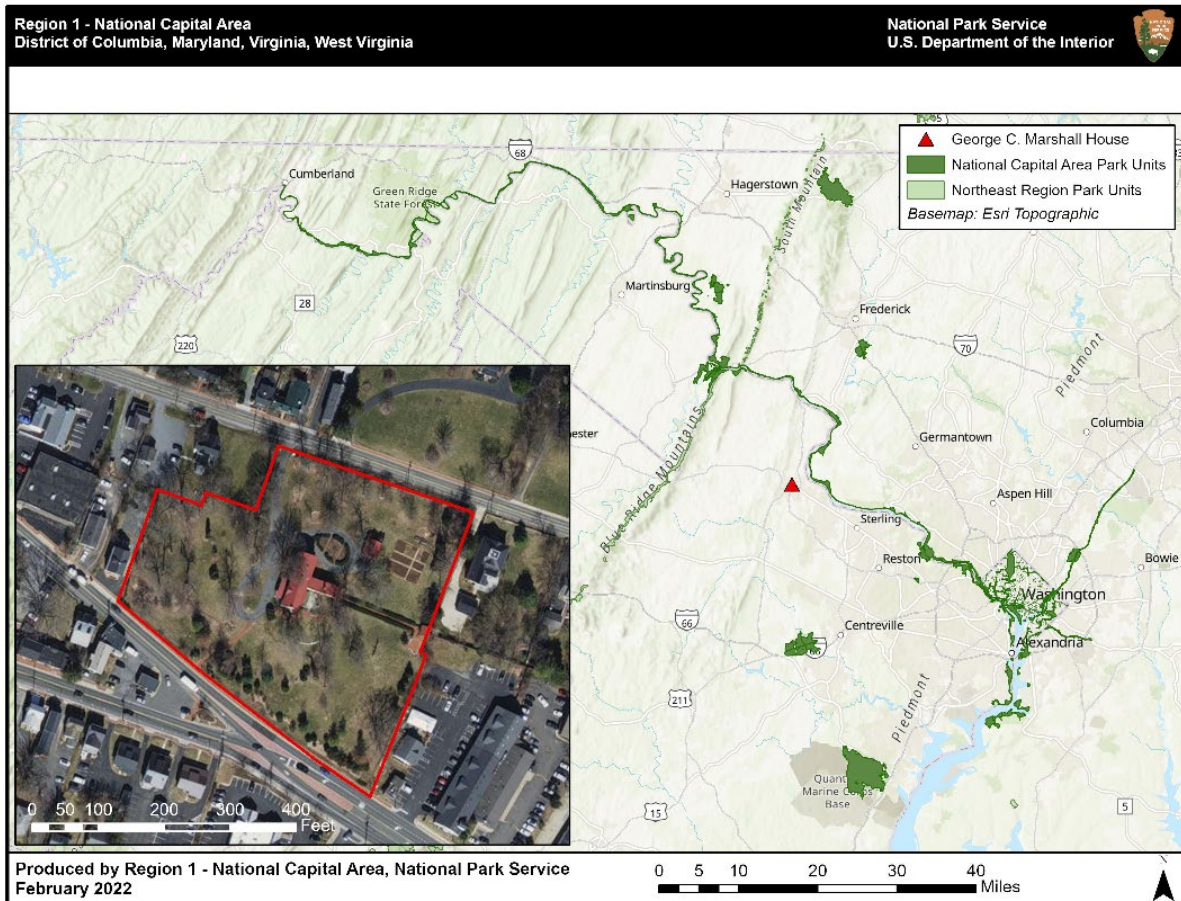 Region 1 - National Capital Area
District of Columbia, Maryland, Virginia, West Virginia
National Park Service
U.S. Department of the Interior
George C. Marshall House
National Capital Area Park Units
Northeast Region Park Units
Basemap: Esri Topographic
68
Cumberland
Green Ridge
State Forest
Hagerstown
South Mountain
28
Martinsburg
Frederick
220
70
Piedmont
Columbia
ester
Germantown
Blue Ridge Mountains
Aspen Hill
Sterling
Reston
Bowie
Washington
66
Centreville
66
Alexandria
211
Piedmont
Quant
Marine Corps
Base
15
5
0 50 100 200 300 400
Feet
Produced by Region 1 - National Capital Area, National Park Service
February 2022
0 5 10 20 30 40
Miles